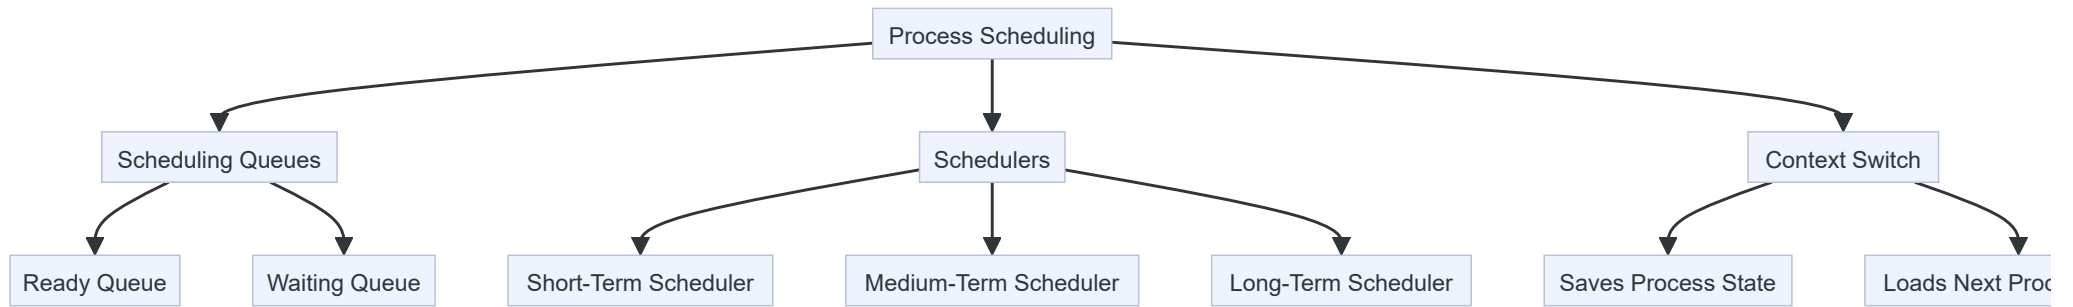 Process Scheduling
Scheduling Queues
Schedulers
Context Switch
Ready Queue
Waiting Queue
Short-Term Scheduler
Medium-Term Scheduler
Long-Term Scheduler
Saves Process State
Loads Next